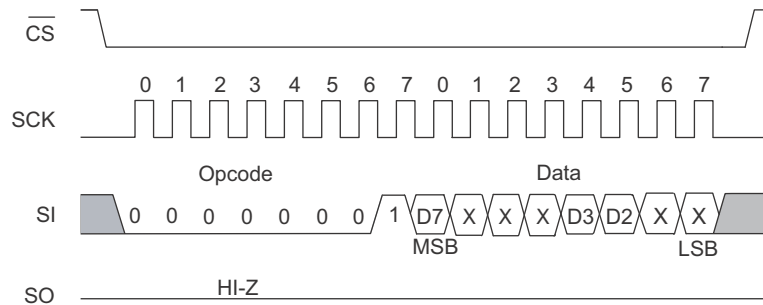 CS
0 1 2 3 4 5 6 7 0 1 2 3 4 5 6 7
SCK
Opcode Data
SI 0 0 0 0 0 0 0 1 D7 X X X D3 D2 X X
MSB LSB
HI-Z
SO